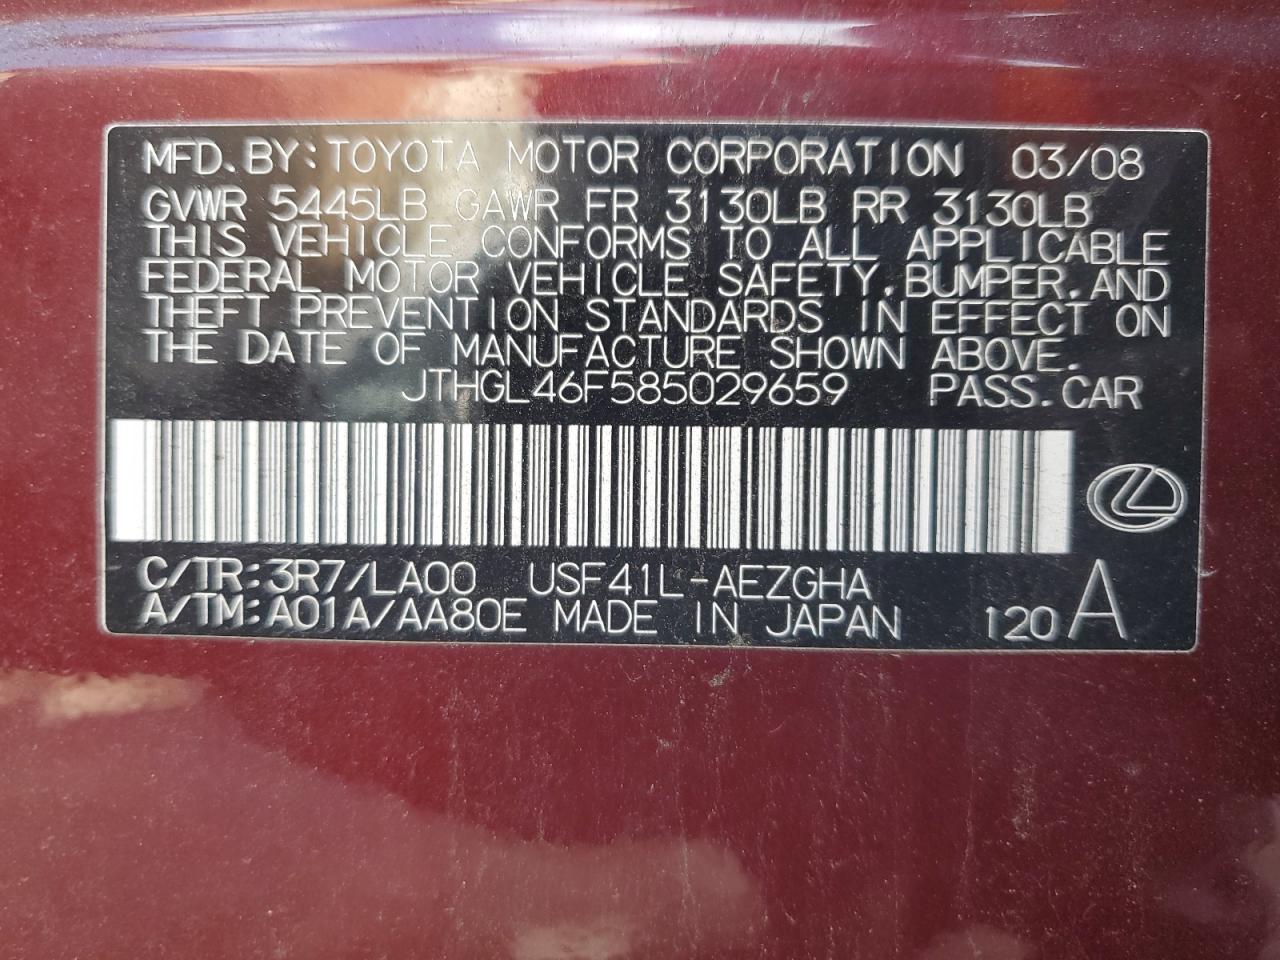 MFD.BY:TOYOTA MOTOR CORPORATION 03/08
GVWR 5445LB GAWR FR 3130LB RR 3130LB
THIS VEHICLE CONFORMS TO ALL APPLICABLE
FEDERAL MOTOR VEHICLE SAFETY,BUMPER,AND
THEFT PREVENTION STANDARDS IN EFFECT ON
THE DATE OF MANUFACTURE SHOWN ABOVE.
JTHGL46F585029659 PASS.CAR
C/TR:3R7/LA00 USF41L-AEZGHA
A/TM:A01A/AA80E MADE IN JAPAN 120 A